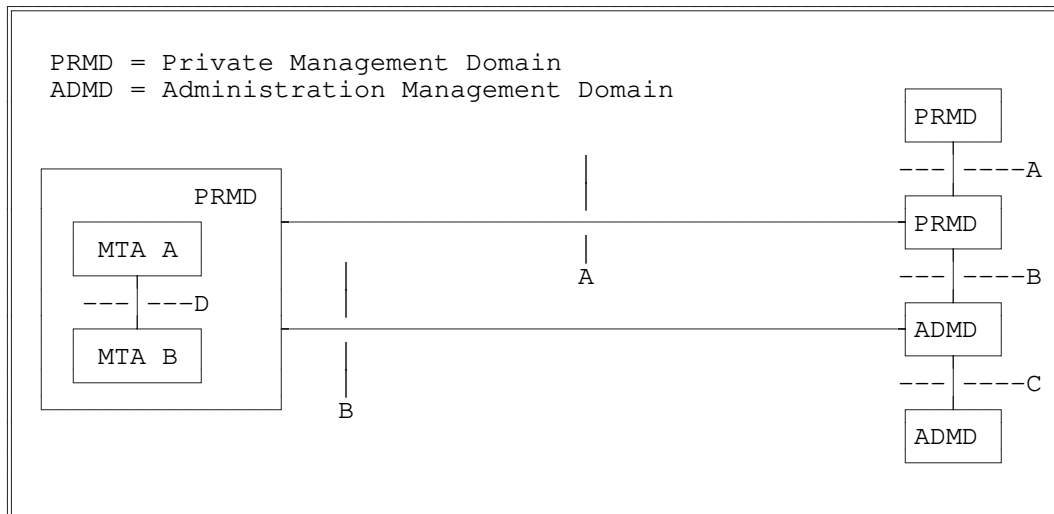 PRMD = Private Management Domain
ADMD = Administration Management Domain
PRMD
A
PRMD
PRMD
MTA A
A
B
D
ADMD
MTA B
C
B
ADMD